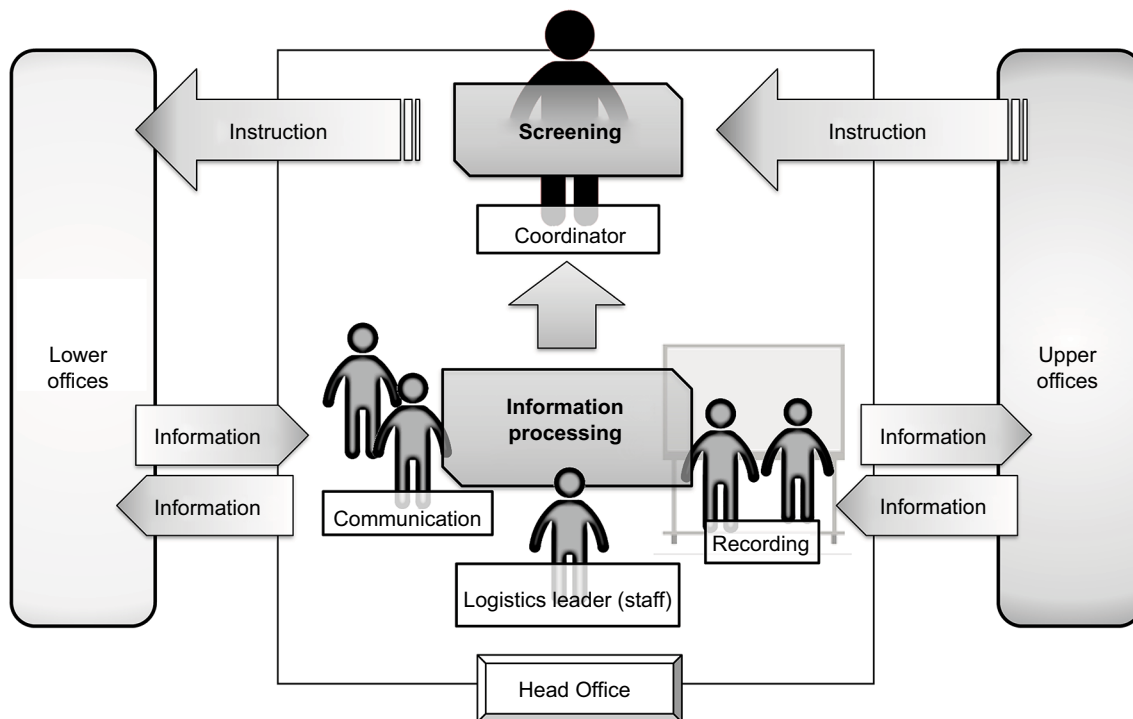 Instruction
Screening
Instruction
Coordinator
Lower
offices
Upper
offices
Information
processing
Information
Information
Information
Information
Communication
Recording
Logistics leader (staff)
Head Office